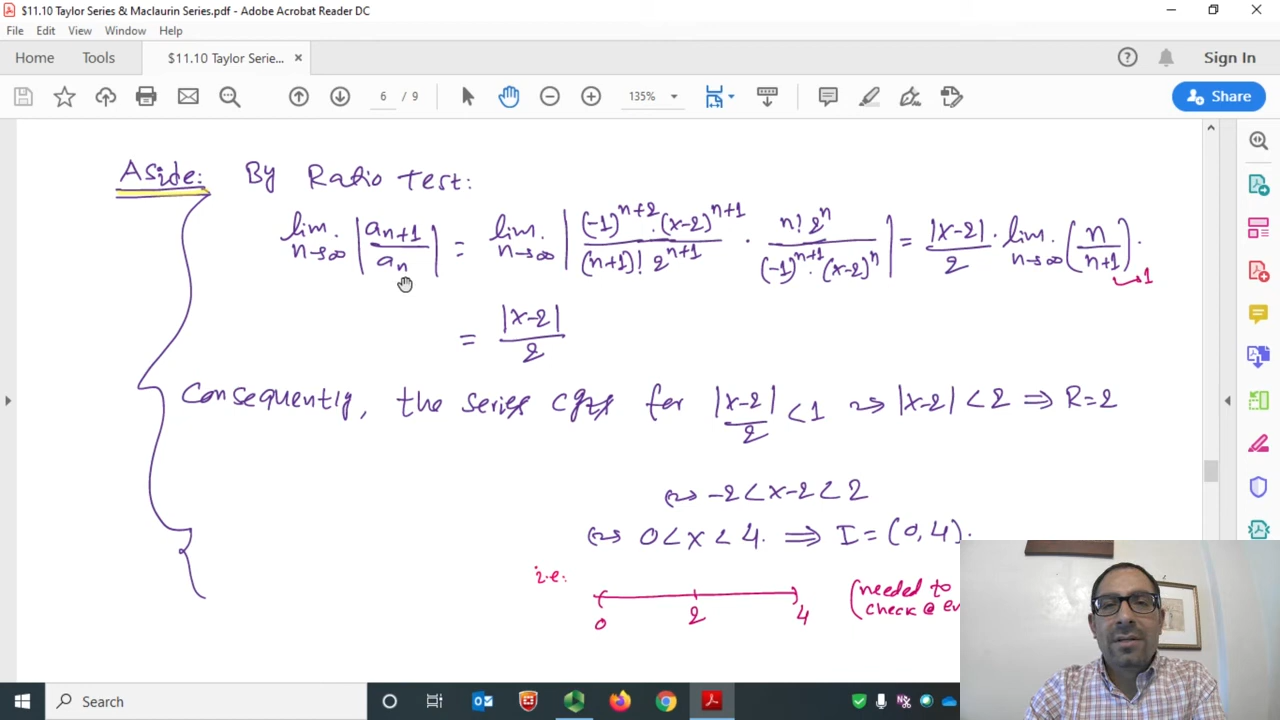 $11.10 Taylor Series & Maclaurin Series.pdf - Adobe Acrobat Reader DC
File Edit View Window Help
Home Tools $11.10 Taylor Serie... × Sign In
6 / 9 135% Share
Aside: By Ratio Test:
lim. n→∞ |a_{n+1} / a_n| = lim. n→∞ |(-1)^{n+2}·(x-2)^{n+1} / (n+1)! 2^{n+1} · n! 2^n / (-1)^{n+1}·(x-2)^n| = |x-2| / 2 · lim. n→∞ (n / n+1) · → 1
= |x-2| / 2
Consequently, the series cgts for |x-2| / 2 < 1 ⇝ |x-2| < 2 ⟹ R=2
↭ -2 < x-2 < 2
↭ 0 < x < 4. ⟹ I = (0,4).
i.e. ( 0 2 4 ) (needed to
check @
Search